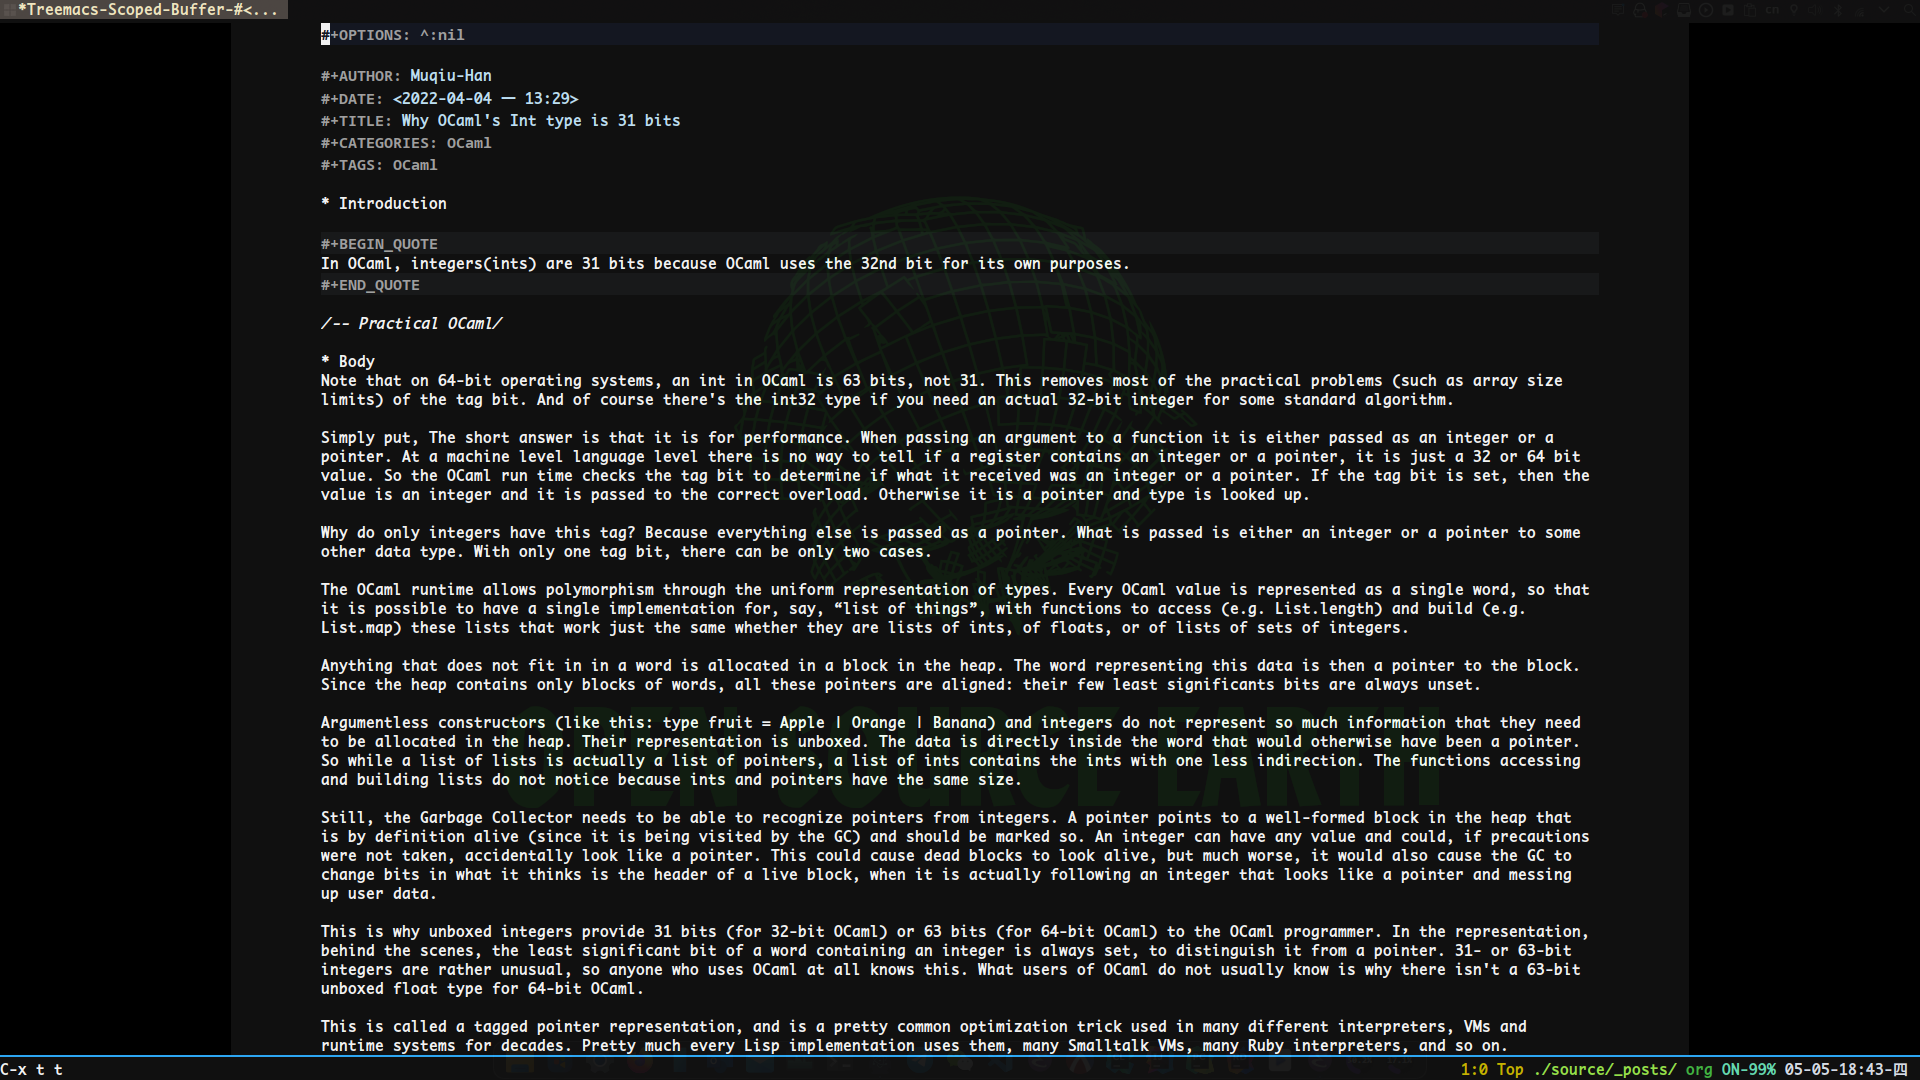 *Treemacs-Scoped-Buffer-#<...
#+OPTIONS: ^:nil
#+AUTHOR: Muqiu-Han
#+DATE: <2022-04-04 — 13:29>
#+TITLE: Why OCaml's Int type is 31 bits
#+CATEGORIES: OCaml
#+TAGS: OCaml
* Introduction
#+BEGIN_QUOTE
In OCaml, integers(ints) are 31 bits because OCaml uses the 32nd bit for its own purposes.
#+END_QUOTE
/-- Practical OCaml/
* Body
Note that on 64-bit operating systems, an int in OCaml is 63 bits, not 31. This removes most of the practical problems (such as array size
limits) of the tag bit. And of course there's the int32 type if you need an actual 32-bit integer for some standard algorithm.
Simply put, The short answer is that it is for performance. When passing an argument to a function it is either passed as an integer or a
pointer. At a machine level language level there is no way to tell if a register contains an integer or a pointer, it is just a 32 or 64 bit
value. So the OCaml run time checks the tag bit to determine if what it received was an integer or a pointer. If the tag bit is set, then the
value is an integer and it is passed to the correct overload. Otherwise it is a pointer and type is looked up.
Why do only integers have this tag? Because everything else is passed as a pointer. What is passed is either an integer or a pointer to some
other data type. With only one tag bit, there can be only two cases.
The OCaml runtime allows polymorphism through the uniform representation of types. Every OCaml value is represented as a single word, so that
it is possible to have a single implementation for, say, “list of things”, with functions to access (e.g. List.length) and build (e.g.
List.map) these lists that work just the same whether they are lists of ints, of floats, or of lists of sets of integers.
Anything that does not fit in in a word is allocated in a block in the heap. The word representing this data is then a pointer to the block.
Since the heap contains only blocks of words, all these pointers are aligned: their few least significants bits are always unset.
OPEN SOURCE EARTH
Argumentless constructors (like this: type fruit = Apple | Orange | Banana) and integers do not represent so much information that they need
to be allocated in the heap. Their representation is unboxed. The data is directly inside the word that would otherwise have been a pointer.
So while a list of lists is actually a list of pointers, a list of ints contains the ints with one less indirection. The functions accessing
and building lists do not notice because ints and pointers have the same size.
Still, the Garbage Collector needs to be able to recognize pointers from integers. A pointer points to a well-formed block in the heap that
is by definition alive (since it is being visited by the GC) and should be marked so. An integer can have any value and could, if precautions
were not taken, accidentally look like a pointer. This could cause dead blocks to look alive, but much worse, it would also cause the GC to
change bits in what it thinks is the header of a live block, when it is actually following an integer that looks like a pointer and messing
up user data.
This is why unboxed integers provide 31 bits (for 32-bit OCaml) or 63 bits (for 64-bit OCaml) to the OCaml programmer. In the representation,
behind the scenes, the least significant bit of a word containing an integer is always set, to distinguish it from a pointer. 31- or 63-bit
integers are rather unusual, so anyone who uses OCaml at all knows this. What users of OCaml do not usually know is why there isn't a 63-bit
unboxed float type for 64-bit OCaml.
This is called a tagged pointer representation, and is a pretty common optimization trick used in many different interpreters, VMs and
runtime systems for decades. Pretty much every Lisp implementation uses them, many Smalltalk VMs, many Ruby interpreters, and so on.
C-x t t
1:0 Top ./source/_posts/ org ON-99% 05-05-18:43-四